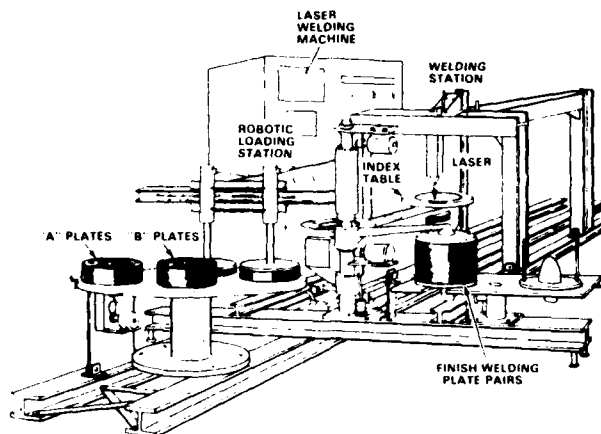 LASER
WELDING
MACHINE
WELDING
STATION
ROBOTIC
LOADING
STATION
INDEX
TABLE
LASER
"A" PLATES
"B" PLATES
FINISH WELDING
PLATE PAIRS